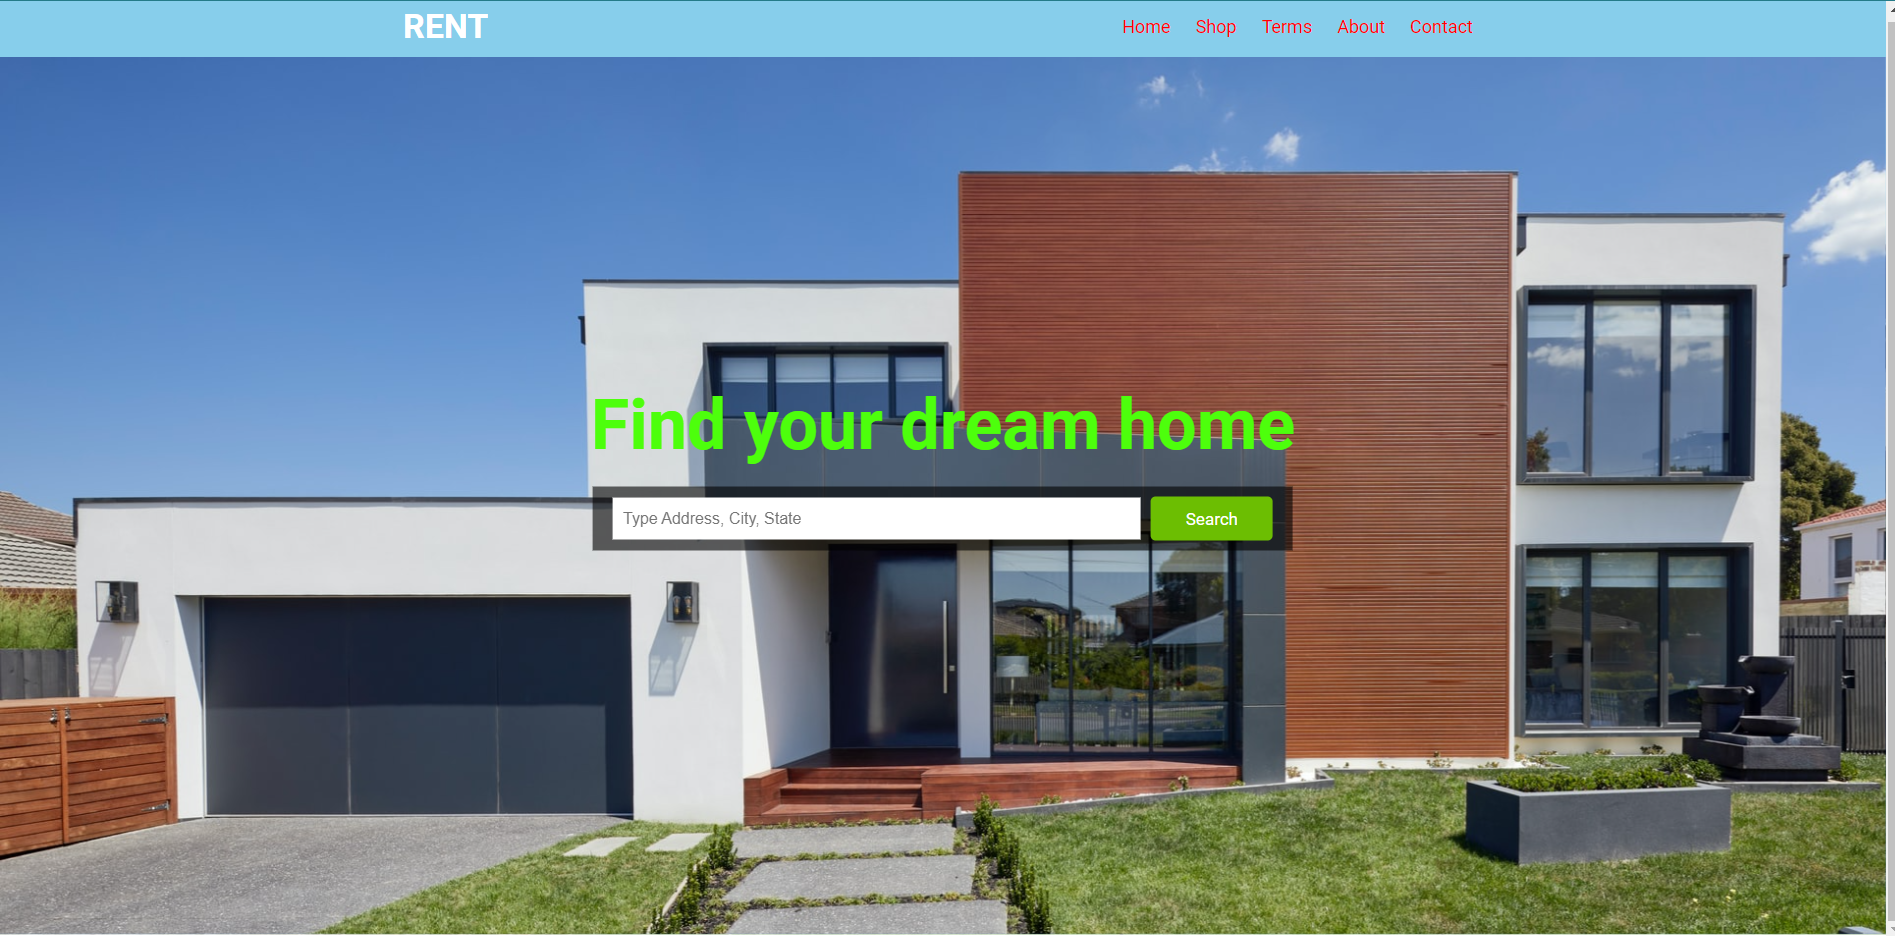 RENT
Home Shop Terms About Contact
Find your dream home
Type Address, City, State
Search